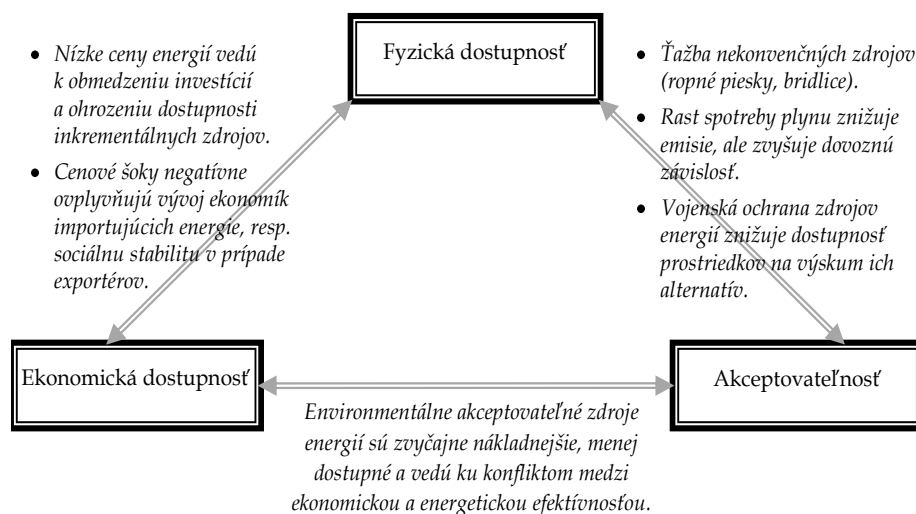 Fyzická dostupnosť
• Nízke ceny energií vedú
k obmedzeniu investícií
a ohrozeniu dostupnosti
inkrementálnych zdrojov.
• Cenové šoky negatívne
ovplyvňujú vývoj ekonomík
importujúcich energie, resp.
sociálnu stabilitu v prípade
exportérov.
• Ťažba nekonvenčných zdrojov
(ropné piesky, bridlice).
• Rast spotreby plynu znižuje
emisie, ale zvyšuje dovoznú
závislosť.
• Vojenská ochrana zdrojov
energií znižuje dostupnosť
prostriedkov na výskum ich
alternatív.
Ekonomická dostupnosť
Akceptovateľnosť
Environmentálne akceptovateľné zdroje
energií sú zvyčajne nákladnejšie, menej
dostupné a vedú ku konfliktom medzi
ekonomickou a energetickou efektívnosťou.